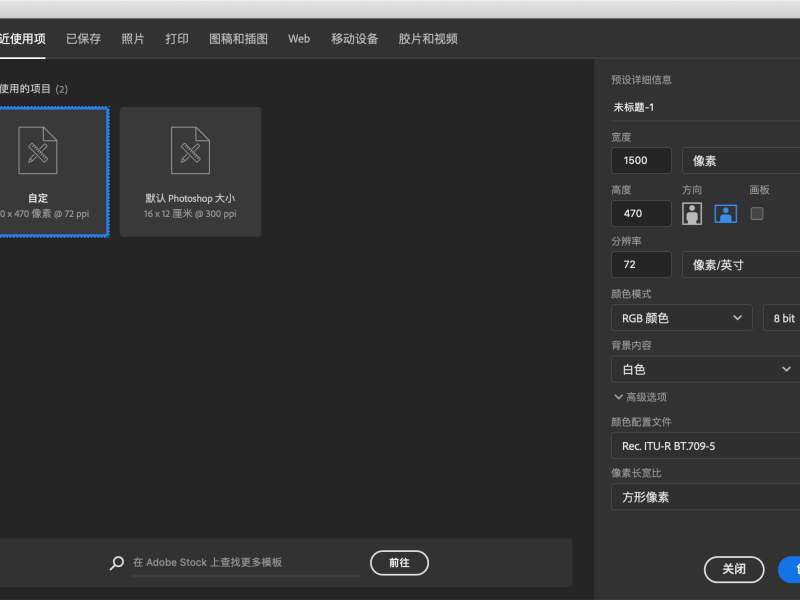 近使用项 已保存 照片 打印 图稿和插图 Web 移动设备 胶片和视频
使用的项目 (2)
自定
0 x 470 像素 @ 72 ppi
默认 Photoshop 大小
16 x 12 厘米 @ 300 ppi
在 Adobe Stock 上查找更多模板
前往
预设详细信息
未标题-1
宽度
1500 像素
高度 方向 画板
470
分辨率
72 像素/英寸
颜色模式
RGB 颜色 8 bit
背景内容
白色
高级选项
颜色配置文件
Rec. ITU-R BT.709-5
像素长宽比
方形像素
关闭